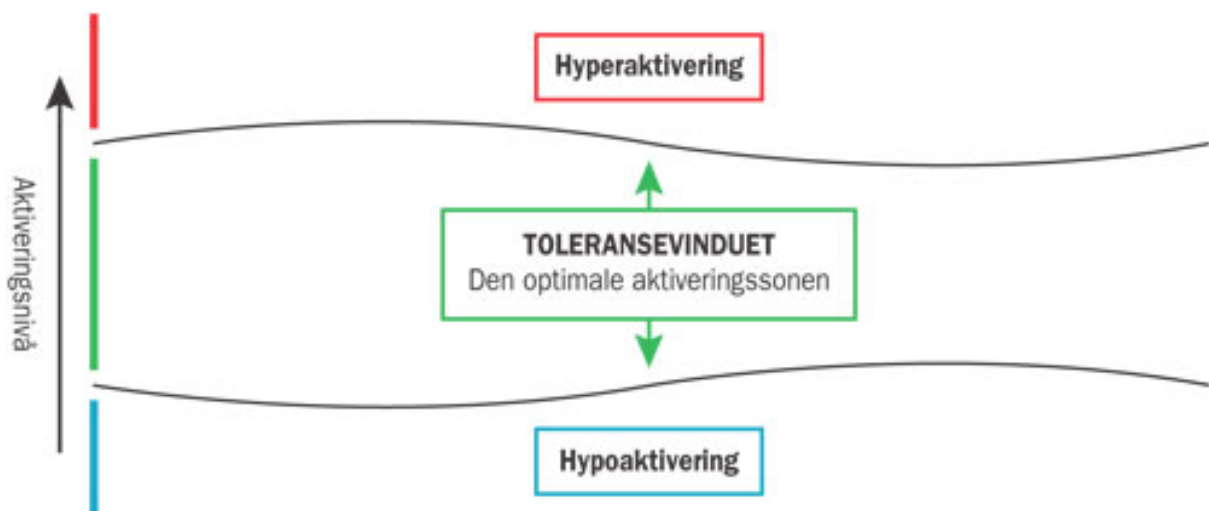 Hyperaktivering
Aktiveringsnivå
TOLERANSEVINDUET
Den optimale aktiveringssonen
Hypoaktivering